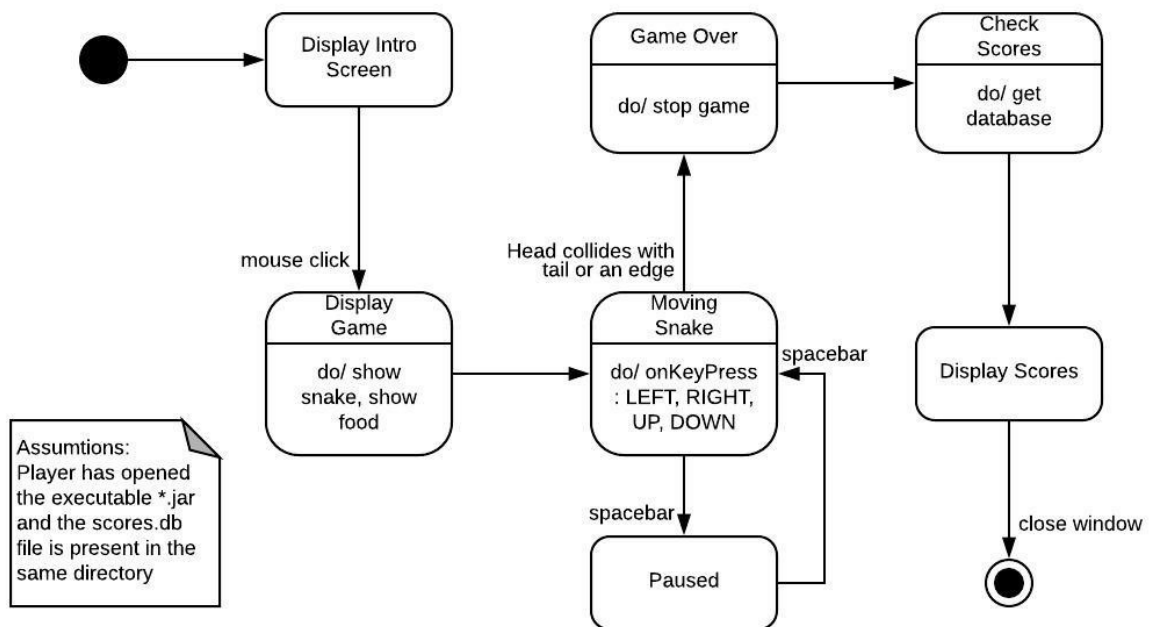 Display Intro
Screen
Game Over
do/ stop game
Check
Scores
do/ get
database
mouse click
Head collides with
tail or an edge
Display
Game
do/ show
snake, show
food
Moving
Snake
do/ onKeyPress
: LEFT, RIGHT,
UP, DOWN
spacebar
Display Scores
Assumtions:
Player has opened
the executable *.jar
and the scores.db
file is present in the
same directory
spacebar
Paused
close window